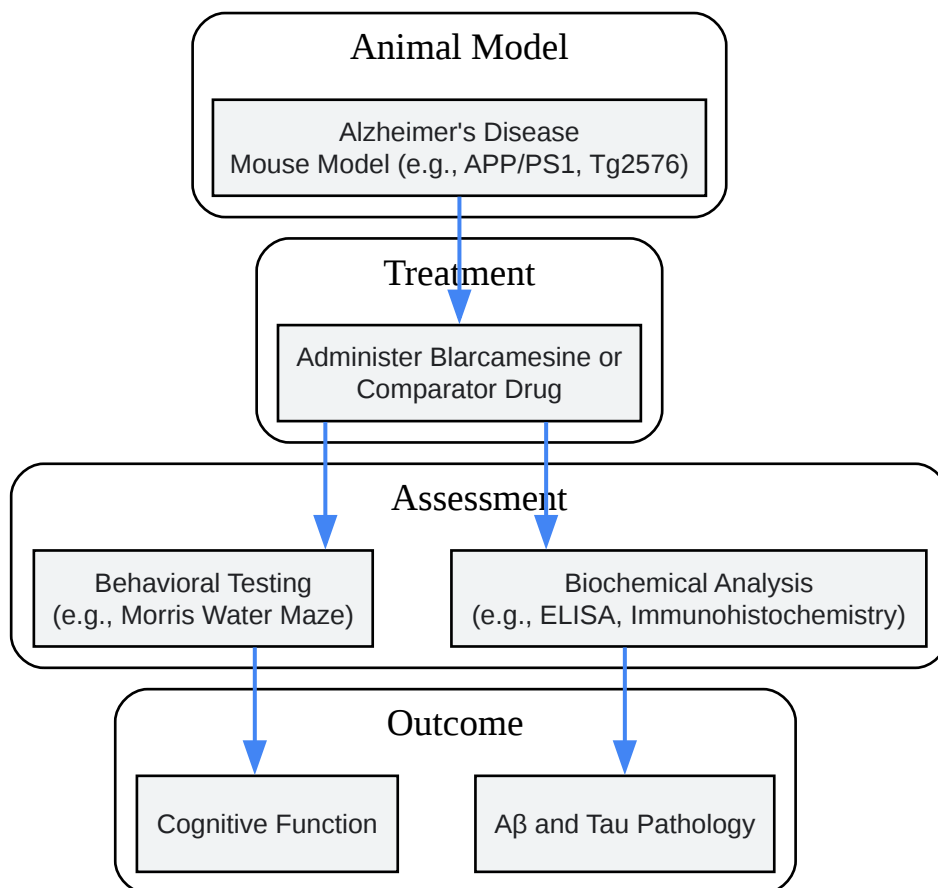 Animal Model
Alzheimer's Disease
Mouse Model (e.g., APP/PS1, Tg2576)
Treatment
Administer Blarcamesine or
Comparator Drug
Assessment
Behavioral Testing
(e.g., Morris Water Maze)
Biochemical Analysis
(e.g., ELISA, Immunohistochemistry)
Outcome
Cognitive Function
Aβ and Tau Pathology